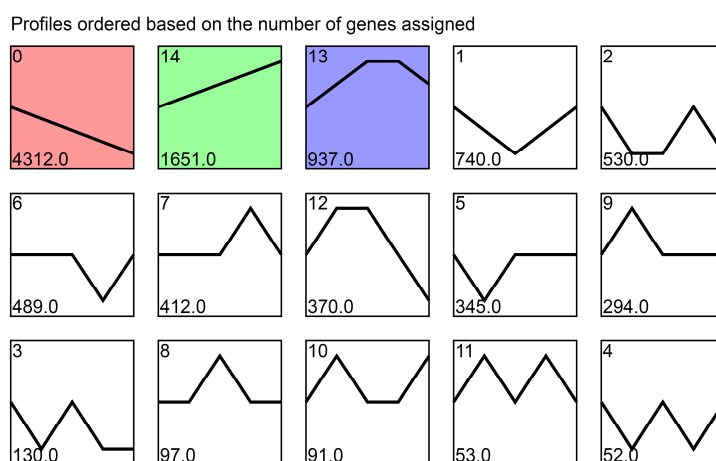 Profiles ordered based on the number of genes assigned
0 14 13 1 2
4312.0 1651.0 937.0 740.0 530.0
6 7 12 5 9
489.0 412.0 370.0 345.0 294.0
3 8 10 11 4
130.0 97.0 91.0 53.0 52.0